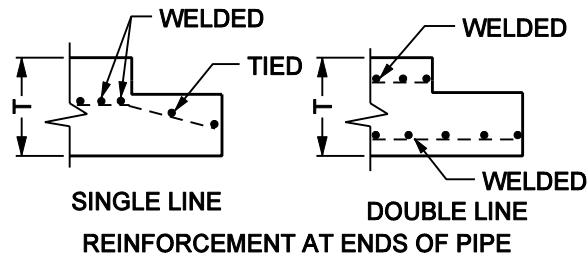 WELDED
TIED
T
SINGLE LINE
WELDED
T
WELDED
DOUBLE LINE
REINFORCEMENT AT ENDS OF PIPE